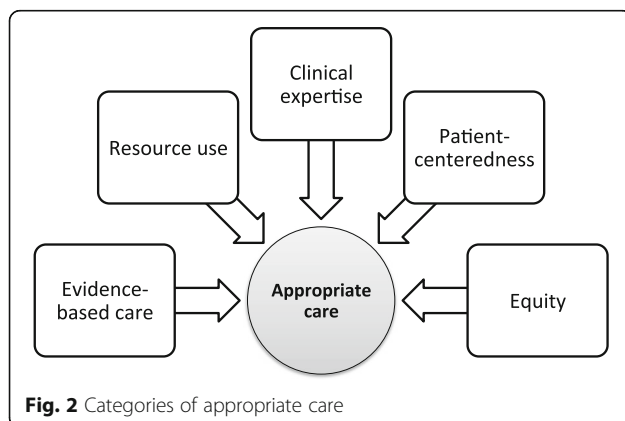 Clinical
expertise
Resource use
Patient-
centeredness
Evidence-
based care
Appropriate
care
Equity
Fig. 2 Categories of appropriate care